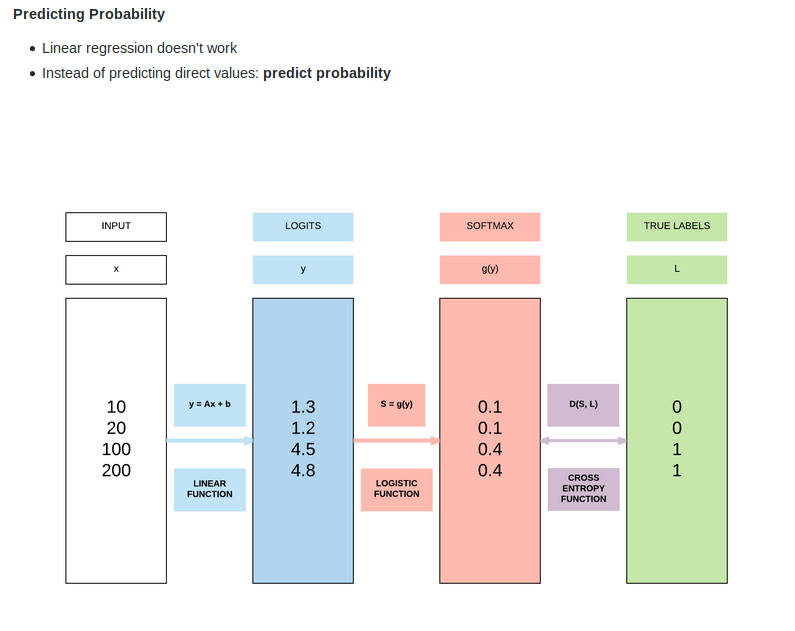 Predicting Probability
Linear regression doesn't work
Instead of predicting direct values: predict probability
INPUT
LOGITS
SOFTMAX
TRUE LABELS
x
y
g(y)
L
10
20
100
200
y = Ax + b
LINEAR
FUNCTION
1.3
1.2
4.5
4.8
S = g(y)
LOGISTIC
FUNCTION
0.1
0.1
0.4
0.4
D(S, L)
CROSS
ENTROPY
FUNCTION
0
0
1
1